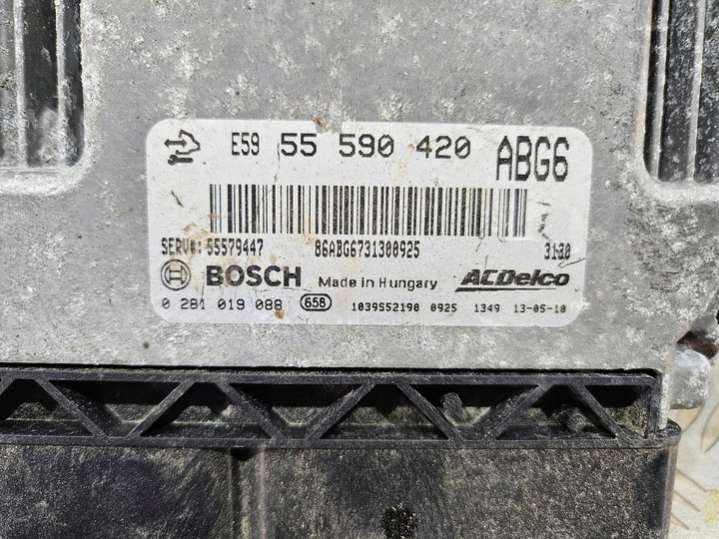 E59 55 590 420 ABG6
SERV#: 55579447 86ABG6731300925 3130
BOSCH Made in Hungary ACDelco
0 281 019 088 658 1039S52190 0925 1349 13-05-10